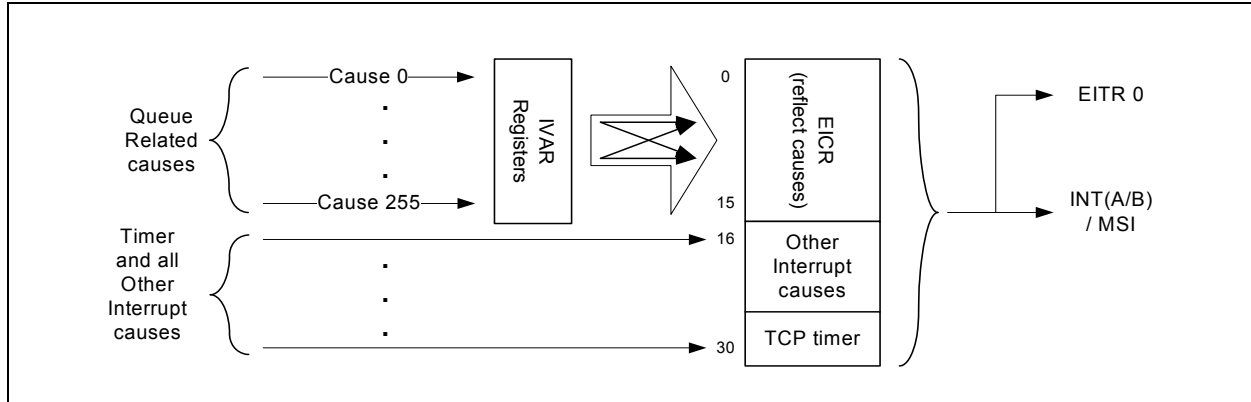 Queue
Related
causes
Cause 0
Cause 255
IVAR
Registers
0
15
16
30
EICR
(reflect causes)
Other
Interrupt
causes
TCP timer
EITR 0
INT(A/B)
/ MSI
Timer
and all
Other
Interrupt
causes